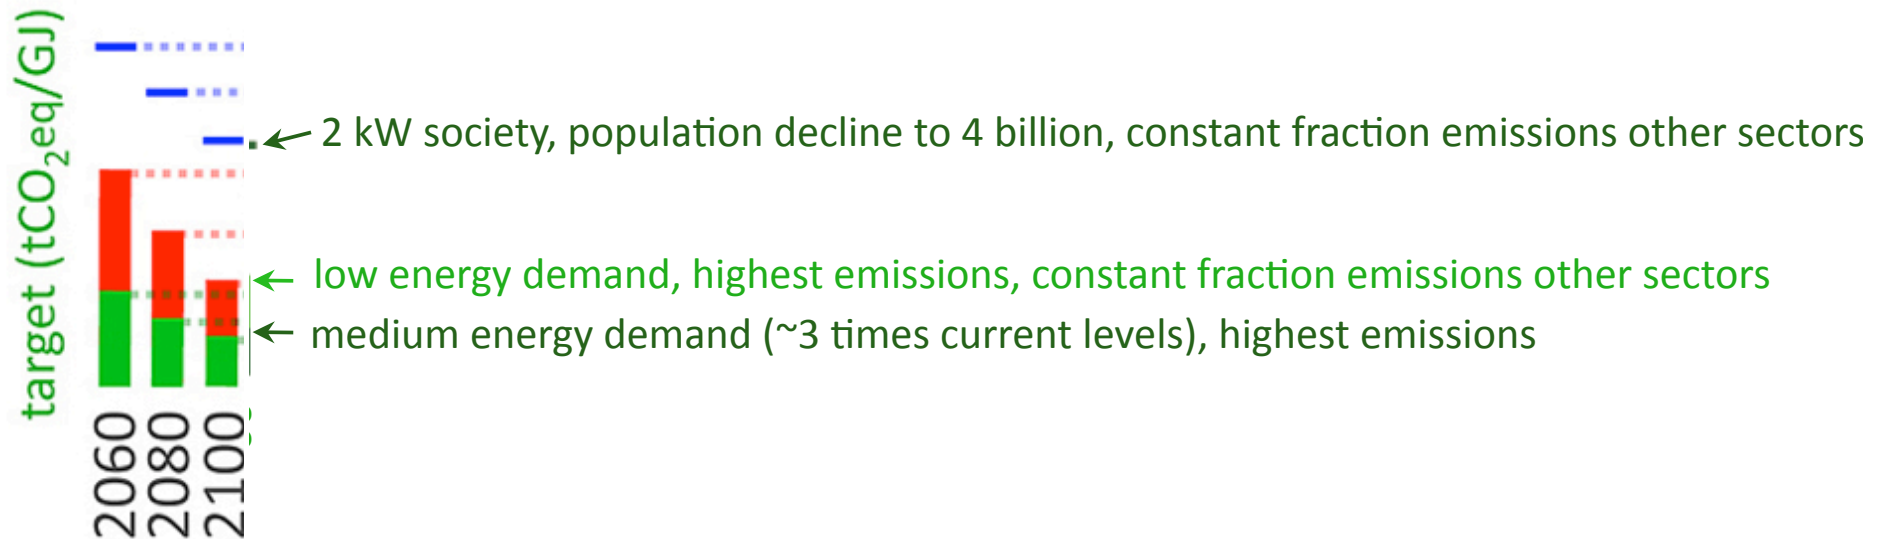 target (tCO₂eq/GJ)
2 kW society, population decline to 4 billion, constant fraction emissions other sectors
low energy demand, highest emissions, constant fraction emissions other sectors
medium energy demand (~3 times current levels), highest emissions
2060
2080
2100